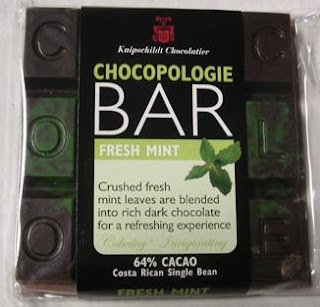 Knipschildt Chocolatier
CHOCOPOLOGIE
BAR
FRESH MINT
Crushed fresh
mint leaves are blended
into rich dark chocolate
for a refreshing experience
Calming · Invigorating
64% CACAO
Costa Rican Single Bean
FRESH MINT
C
O
O
C
L
E